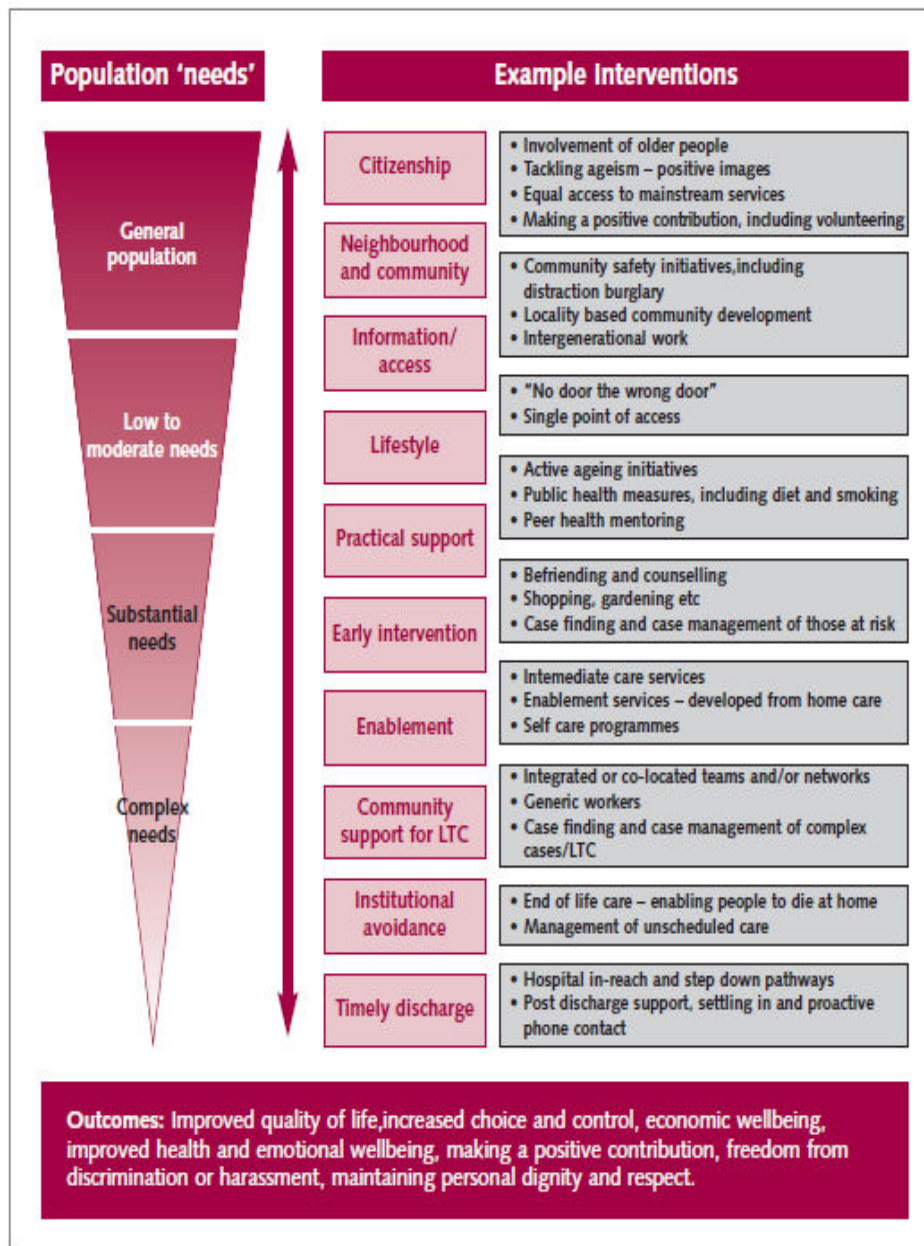 Population 'needs'
Example interventions
General
population
Low to
moderate needs
Substantial
needs
Complex
needs
Citizenship
• Involvement of older people
• Tackling ageism – positive images
• Equal access to mainstream services
• Making a positive contribution, including volunteering
Neighbourhood
and community
• Community safety initiatives,including
distraction burglary
• Locality based community development
• Intergenerational work
Information/
access
• "No door the wrong door"
• Single point of access
Lifestyle
• Active ageing initiatives
• Public health measures, including diet and smoking
• Peer health mentoring
Practical support
• Befriending and counselling
• Shopping, gardening etc
• Case finding and case management of those at risk
Early intervention
• Intemediate care services
• Enablement services – developed from home care
• Self care programmes
Enablement
• Integrated or co-located teams and/or networks
• Generic workers
• Case finding and case management of complex
cases/LTC
Community
support for LTC
Institutional
avoidance
• End of life care – enabling people to die at home
• Management of unscheduled care
Timely discharge
• Hospital in-reach and step down pathways
• Post discharge support, settling in and proactive
phone contact
Outcomes: Improved quality of life,increased choice and control, economic wellbeing,
improved health and emotional wellbeing, making a positive contribution, freedom from
discrimination or harassment, maintaining personal dignity and respect.